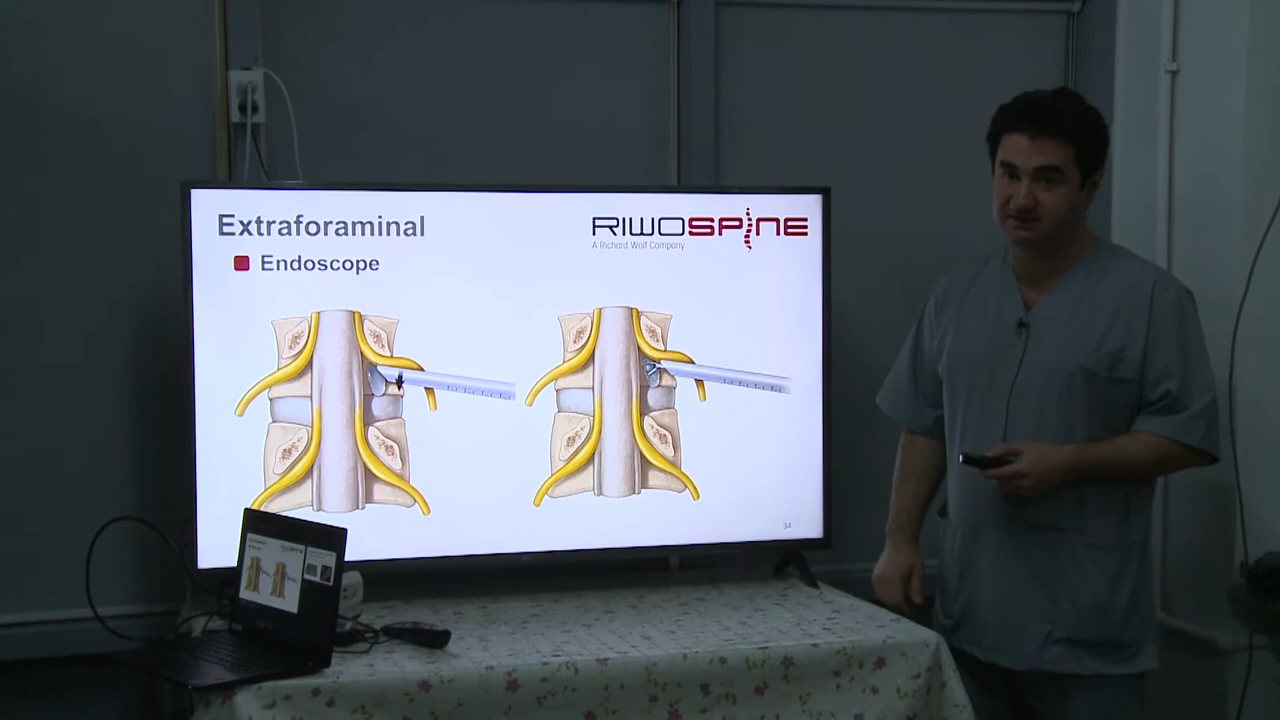 Extraforaminal
RIWOSPINE
A Richard Wolf Company
Endoscope
34